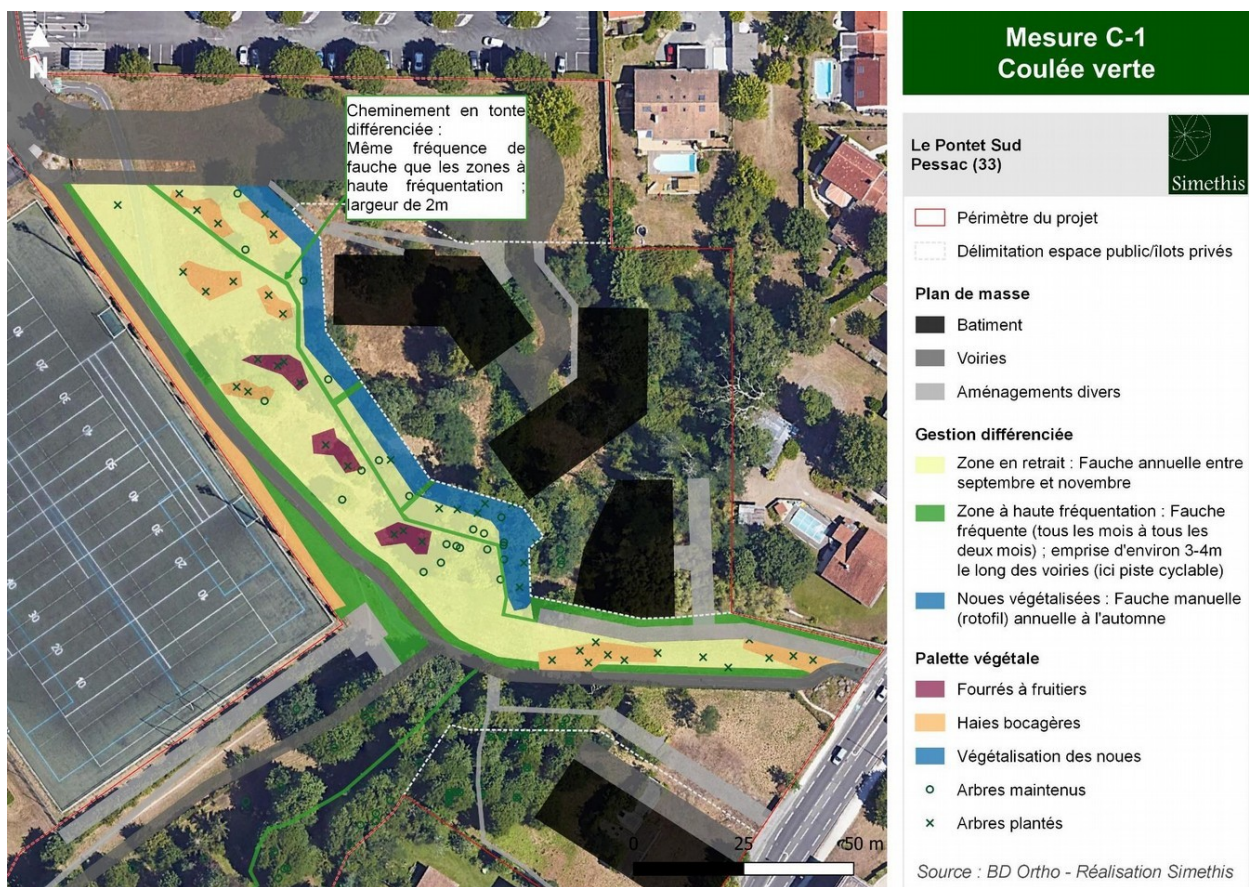 N
Cheminement en tonte
différenciée :
Même fréquence de
fauche que les zones à
haute fréquentation ;
largeur de 2m
0 25 50 m
Mesure C-1
Coulée verte
Le Pontet Sud
Pessac (33)
Simethis
Périmètre du projet
Délimitation espace public/îlots privés
Plan de masse
Batiment
Voiries
Aménagements divers
Gestion différenciée
Zone en retrait : Fauche annuelle entre
septembre et novembre
Zone à haute fréquentation : Fauche
fréquente (tous les mois à tous les
deux mois) ; emprise d'environ 3-4m
le long des voiries (ici piste cyclable)
Noues végétalisées : Fauche manuelle
(rotofil) annuelle à l'automne
Palette végétale
Fourrés à fruitiers
Haies bocagères
Végétalisation des noues
Arbres maintenus
Arbres plantés
Source : BD Ortho - Réalisation Simethis